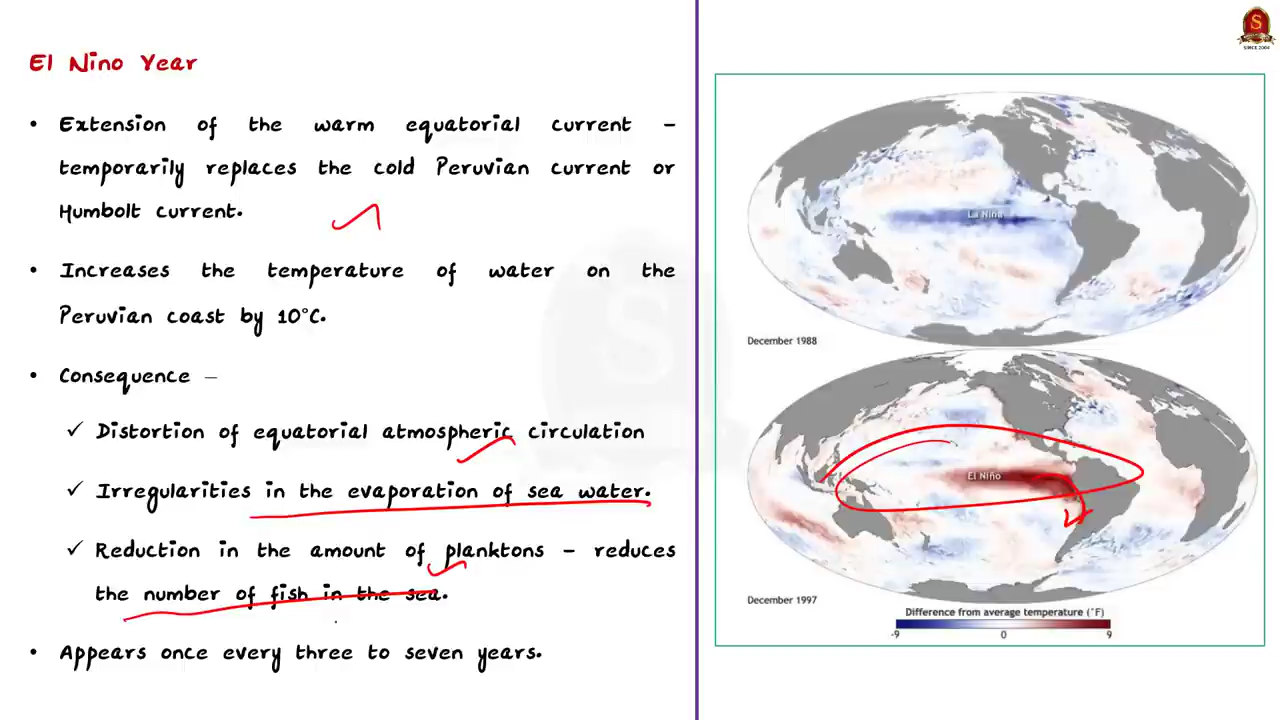 El Nino Year
• Extension of the warm equatorial current –
temporarily replaces the cold Peruvian current or
Humbolt current.
• Increases the temperature of water on the
Peruvian coast by 10°C.
• Consequence –
✓ Distortion of equatorial atmospheric circulation
✓ Irregularities in the evaporation of sea water.
✓ Reduction in the amount of planktons – reduces
the number of fish in the sea.
• Appears once every three to seven years.
S
SINCE 2004
La Niña
December 1988
El Niño
December 1997
Difference from average temperature (°F)
-9 0 9
S